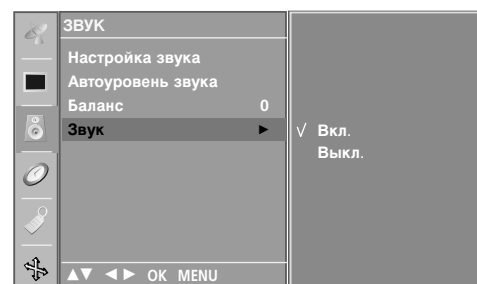 ЗВУК
Настройка звука
Автоуровень звука
Баланс 0
Звук ► √ Вкл.
Выкл.
▲▼ ◄► OK MENU